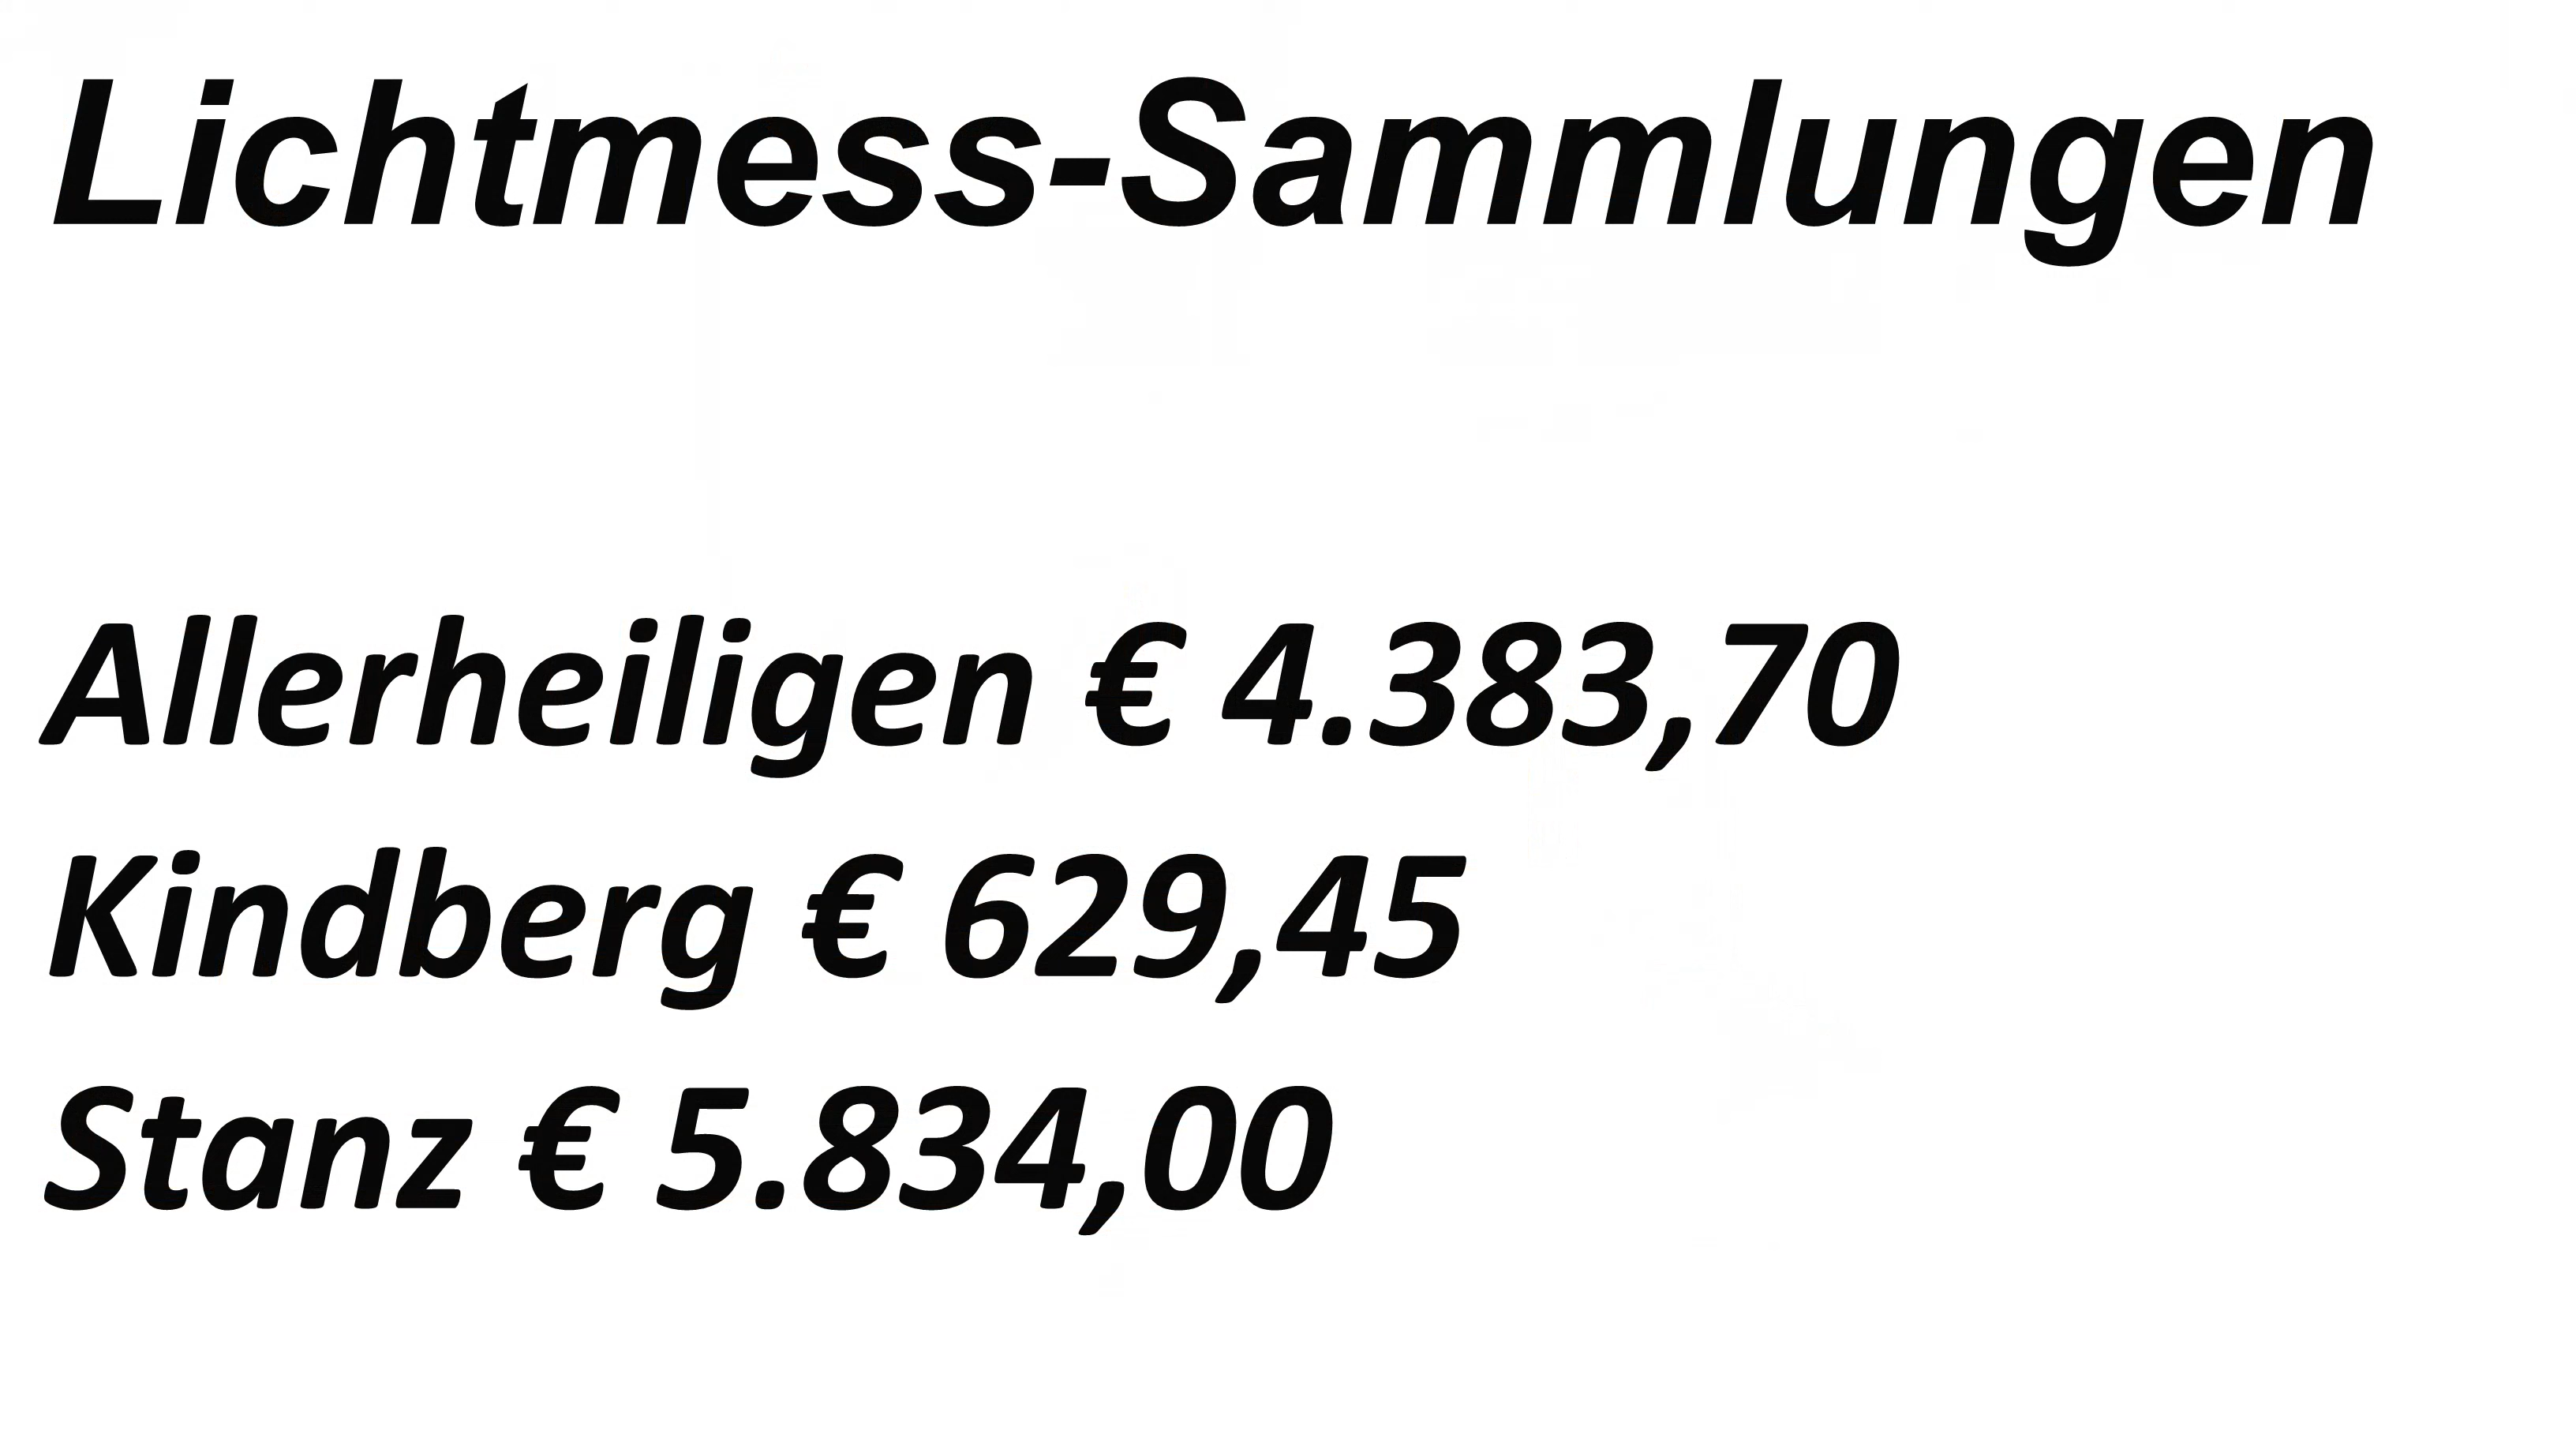 Lichtmess-Sammlungen
Allerheiligen € 4.383,70
Kindberg € 629,45
Stanz € 5.834,00